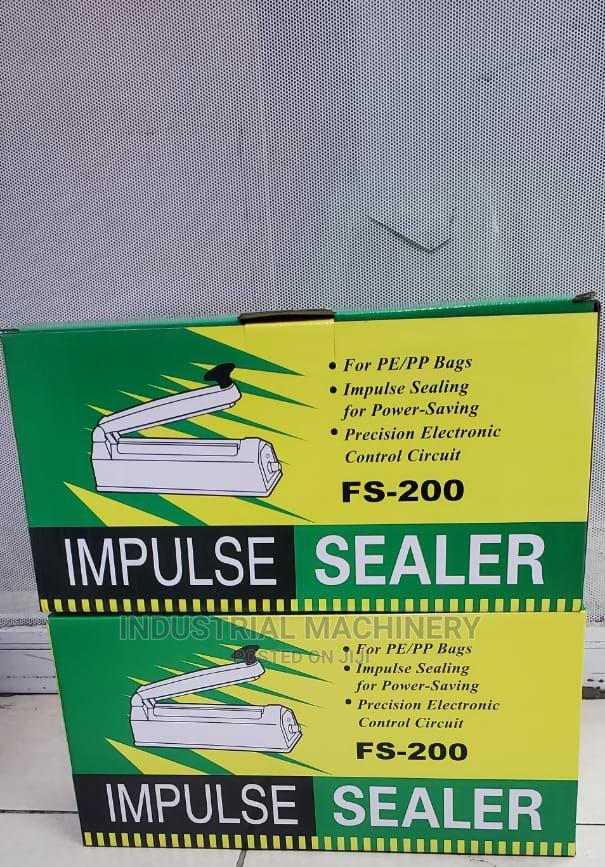 • For PE/PP Bags
• Impulse Sealing
for Power-Saving
• Precision Electronic
Control Circuit
FS-200
IMPULSE SEALER
INDUSTRIAL MACHINERY
POSTED ON JIJI
• For PE/PP Bags
• Impulse Sealing
for Power-Saving
• Precision Electronic
Control Circuit
FS-200
IMPULSE SEALER